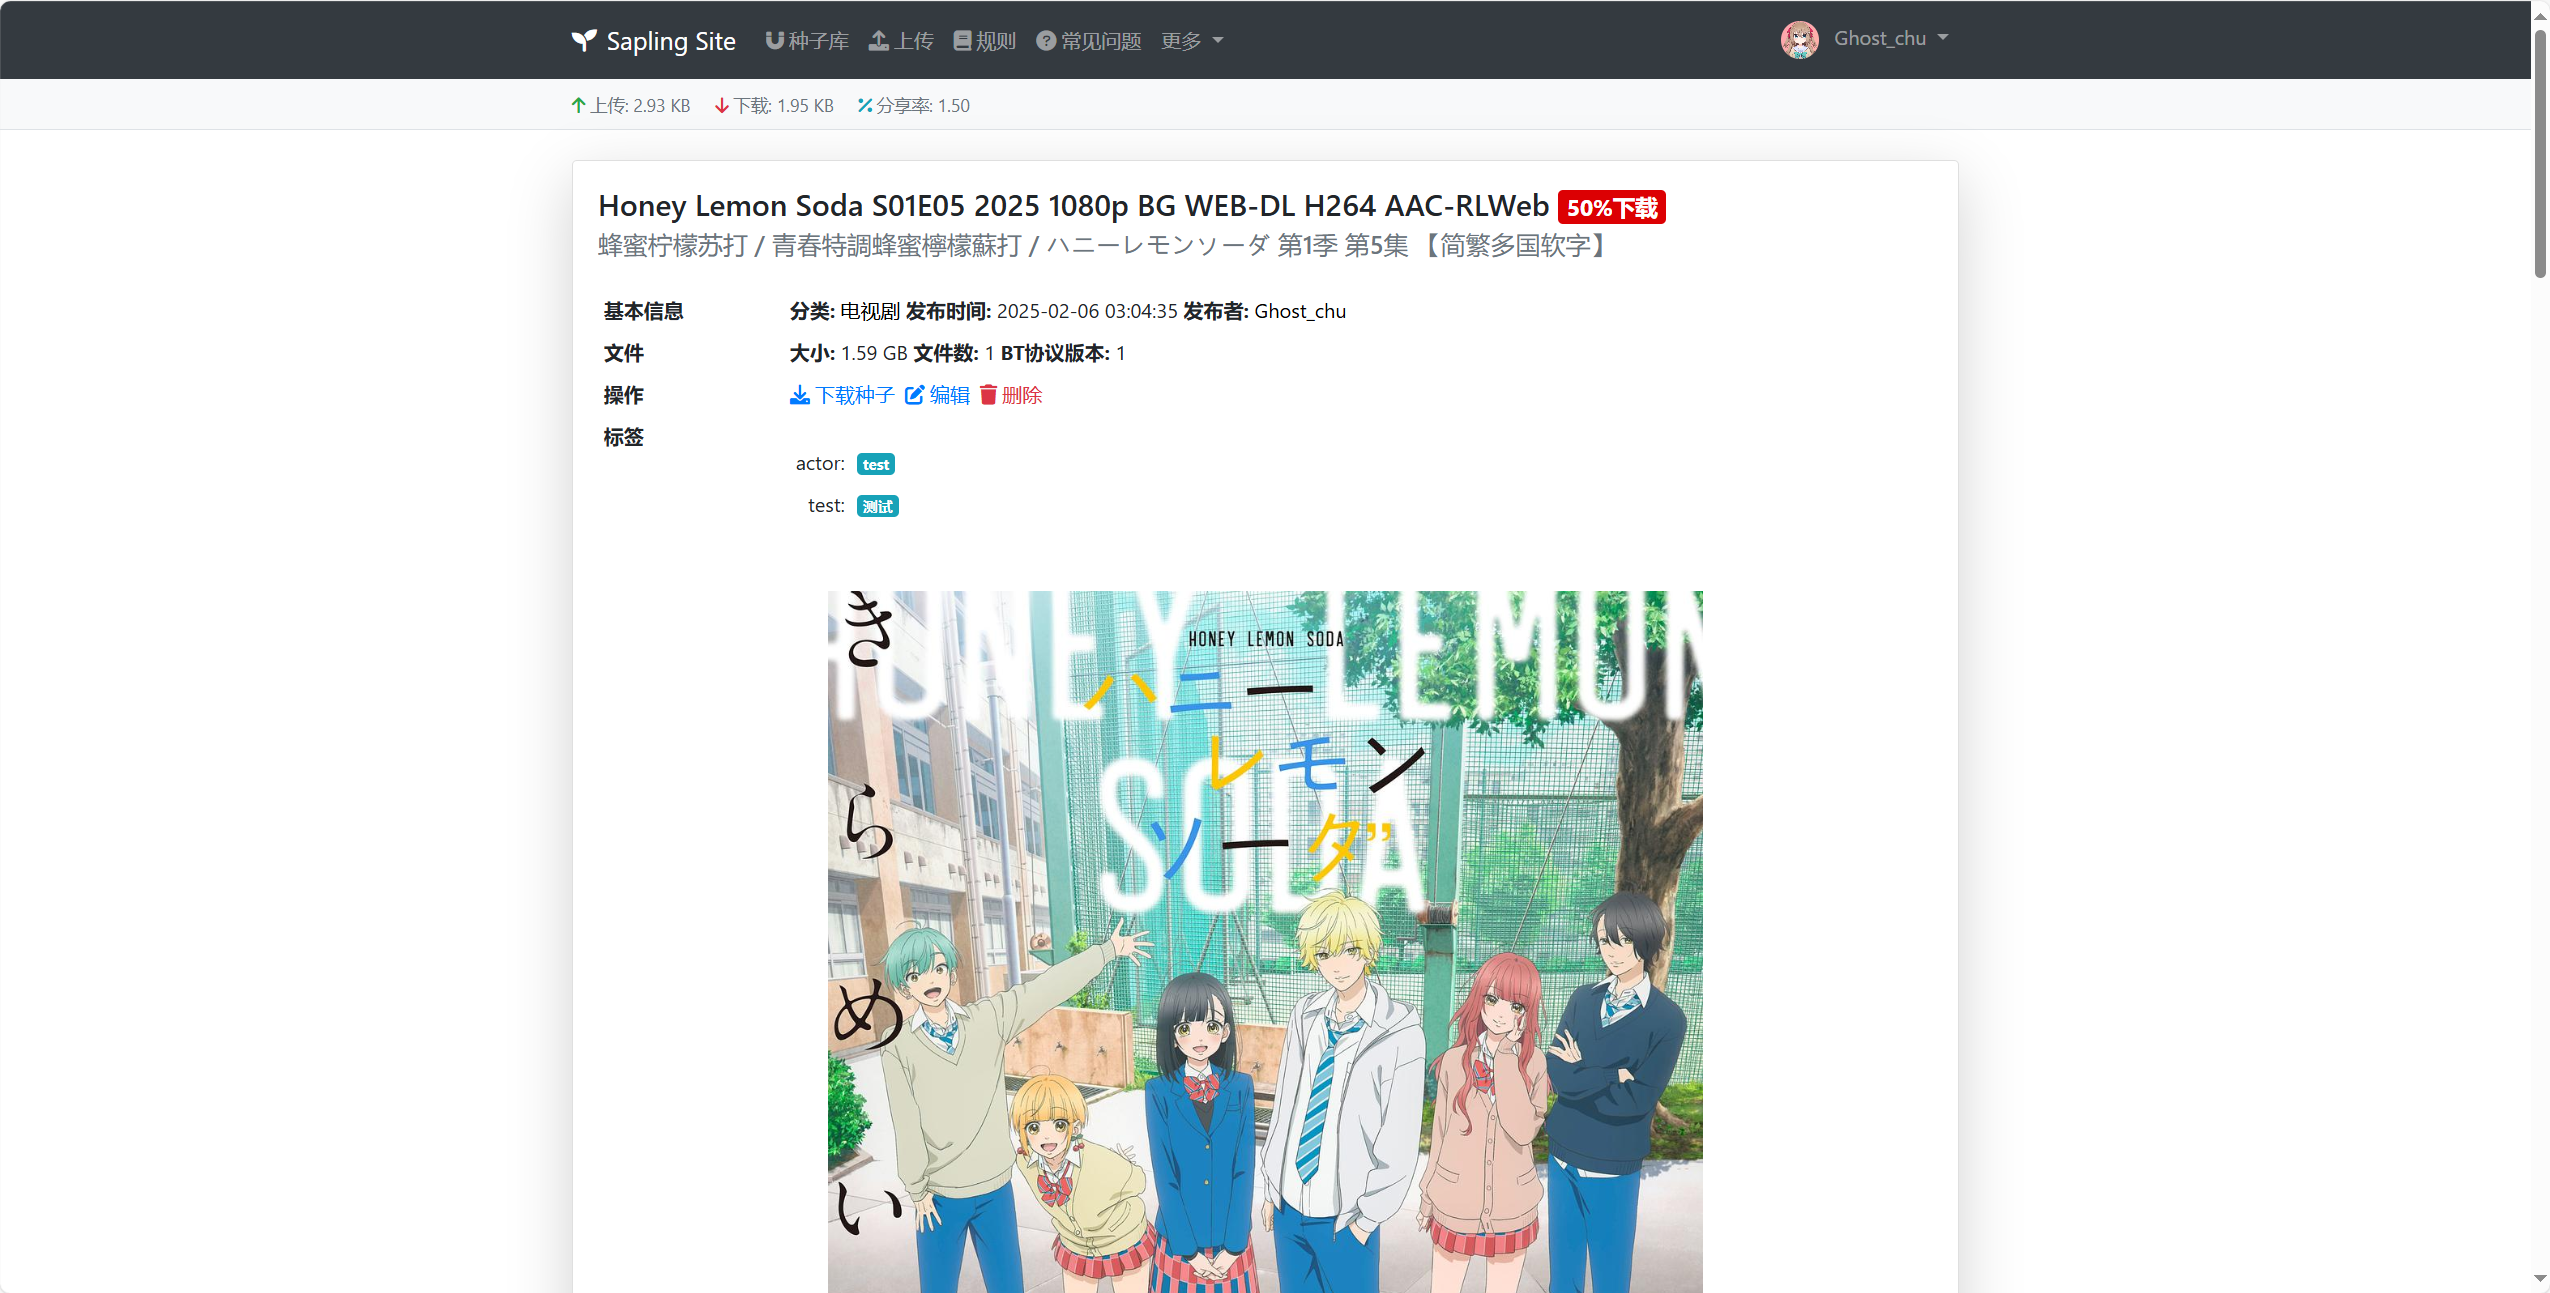 Sapling Site 种子库 上传 规则 常见问题 更多 Ghost_chu
上传: 2.93 KB 下载: 1.95 KB 分享率: 1.50
Honey Lemon Soda S01E05 2025 1080p BG WEB-DL H264 AAC-RLWeb 50%下载
蜂蜜柠檬苏打 / 青春特調蜂蜜檸檬蘇打 / ハニーレモンソーダ 第1季 第5集 【简繁多国软字】
基本信息 分类: 电视剧 发布时间: 2025-02-06 03:04:35 发布者: Ghost_chu
文件 大小: 1.59 GB 文件数: 1 BT协议版本: 1
操作 下载种子 编辑 删除
标签
actor: test
test: 测试
HONEY LEMON
SODA
HONEY LEMON SODA
ハニー
レモン
ソーダ
きらめい